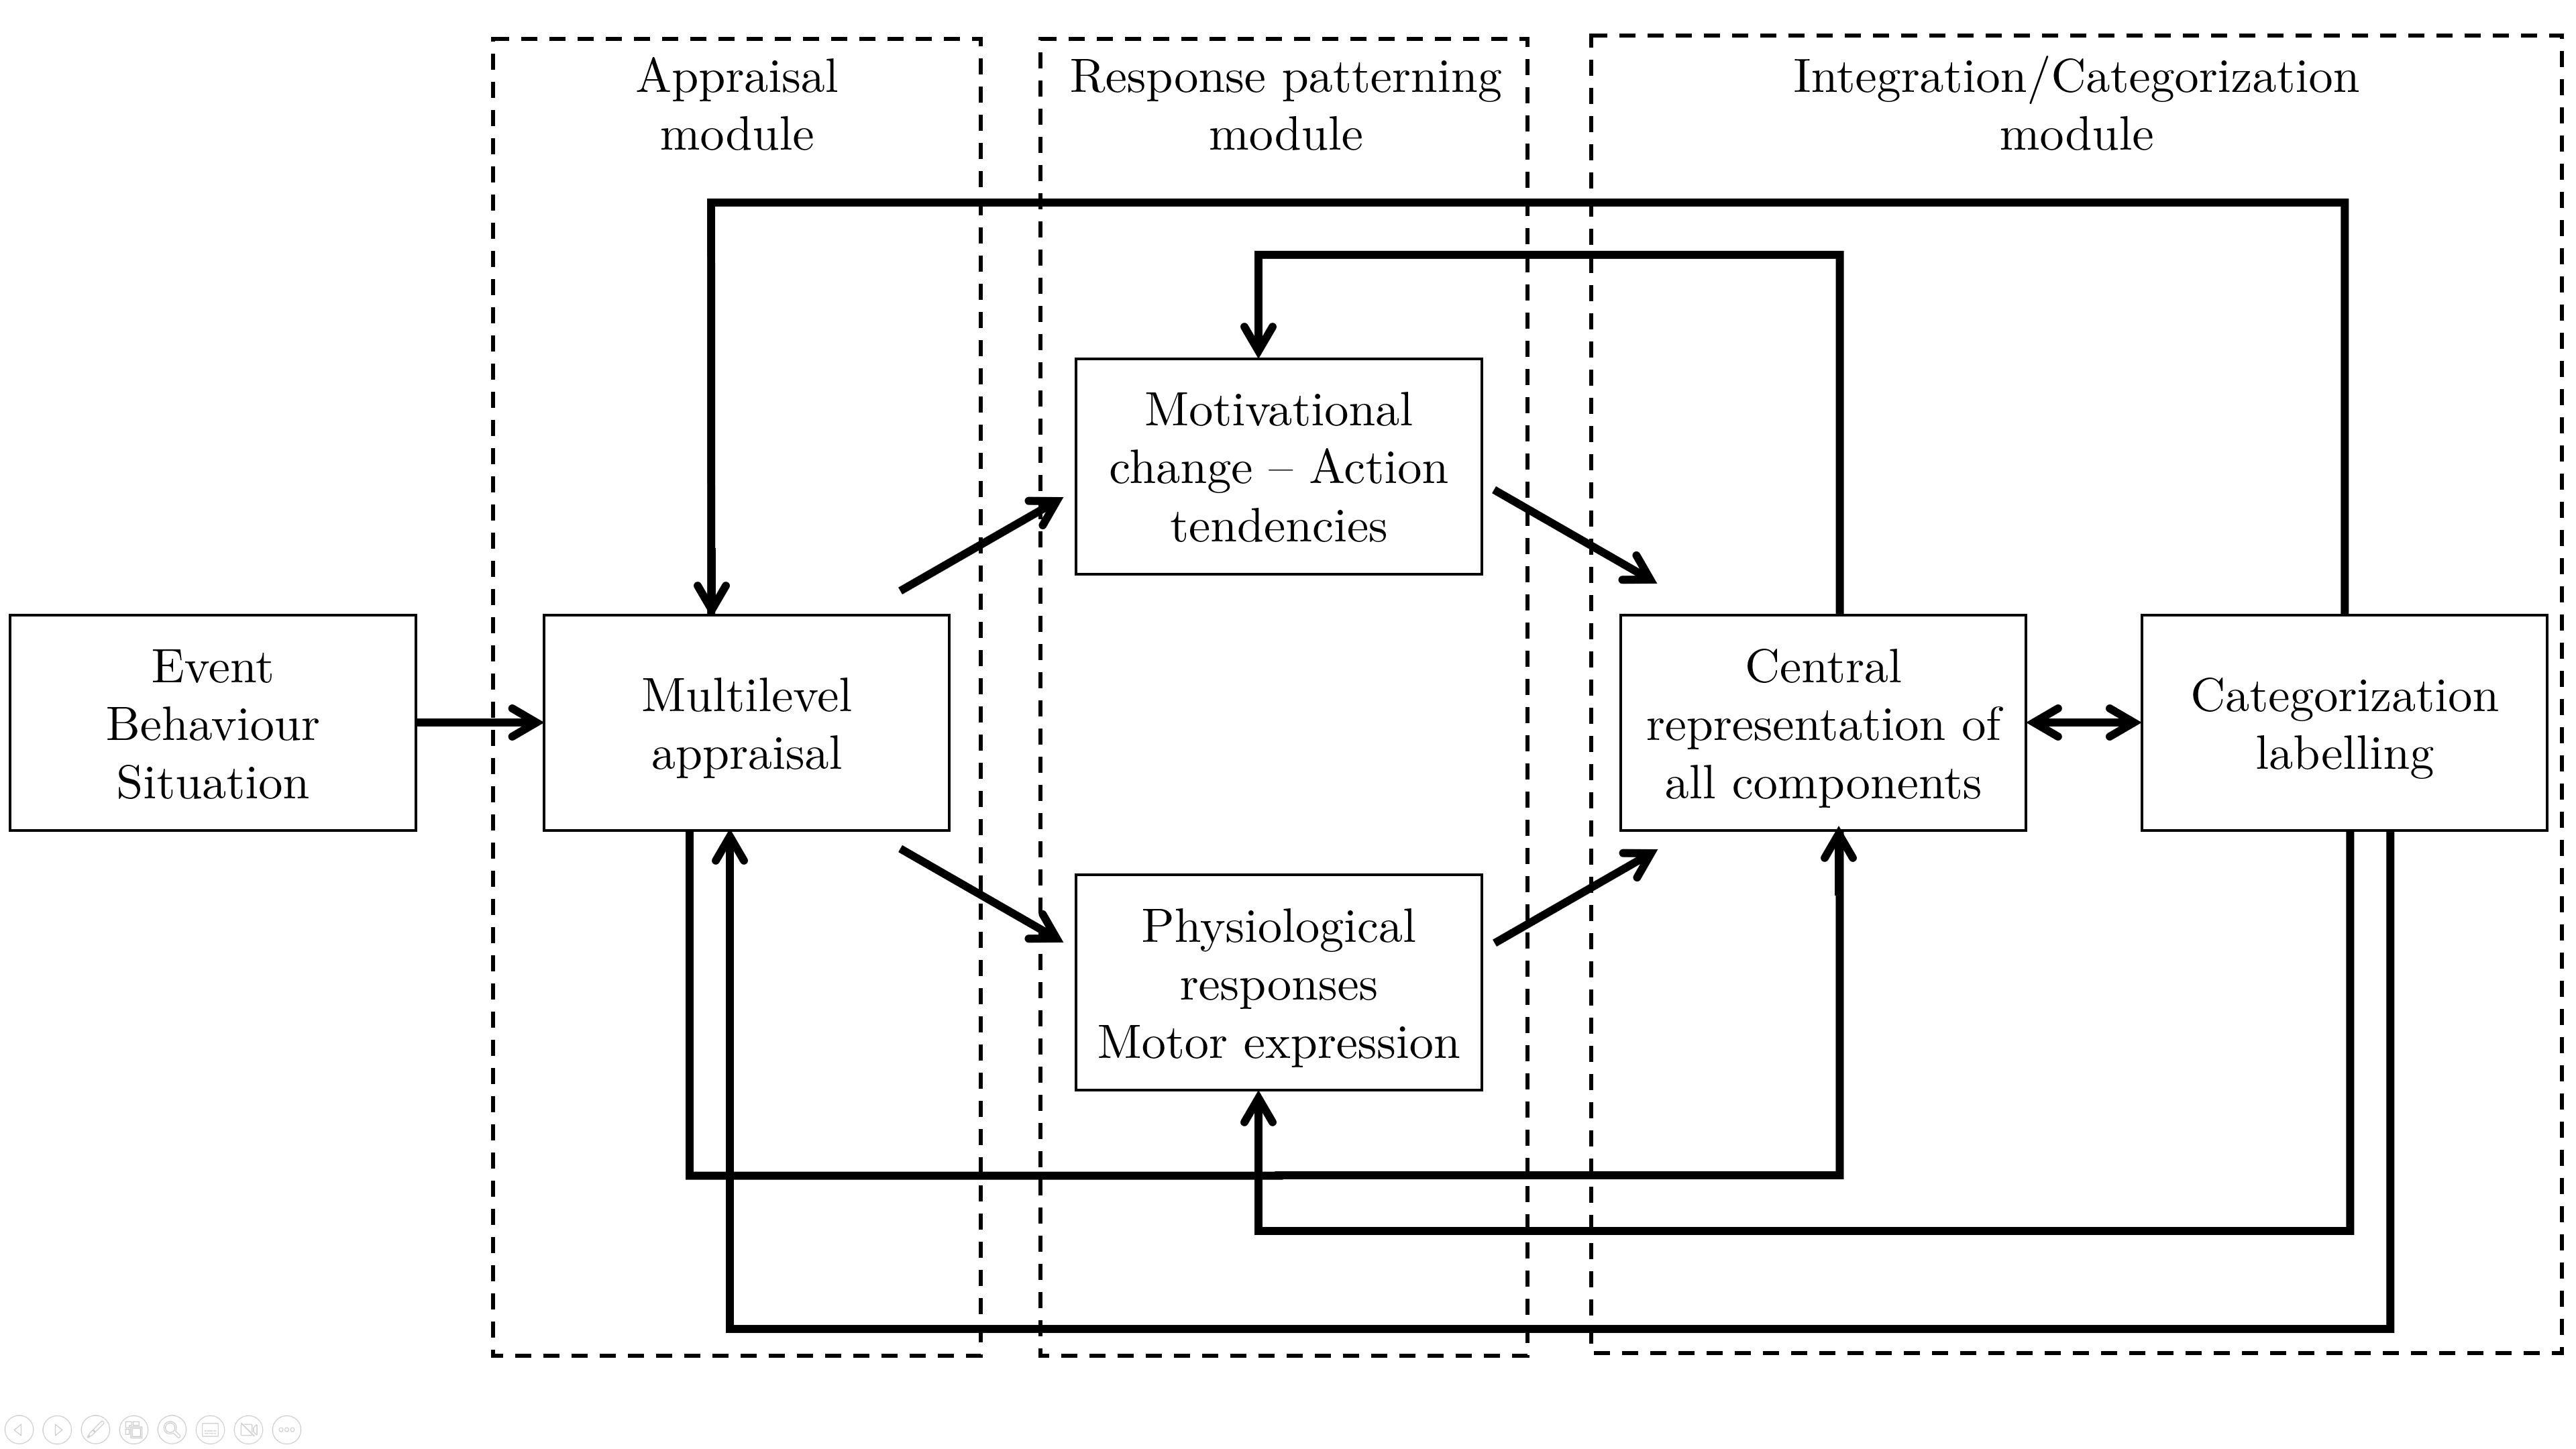 Appraisal
module
Response patterning
module
Integration/Categorization
module
Event
Behaviour
Situation
Multilevel
appraisal
Motivational
change – Action
tendencies
Physiological
responses
Motor expression
Central
representation of
all components
Categorization
labelling